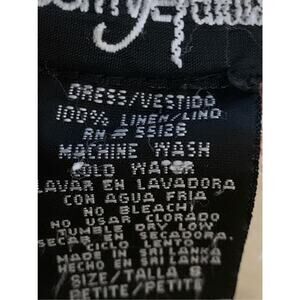 DRESS/VESTIDO
100% LINEN/LINO
RN# 55126
MACHINE WASH
COLD WATER
LAVAR EN LAVADORA
CON AGUA FRIA
NO BLEACH
NO USAR CLORADO
TUMBLE DRY LOW
SECAR EN SECADORA,
CICLO LENTO
MADE IN SRI LANKA
HECHO EN SRI LANKA
SIZE/TALLA 8
PETITE/PETITE